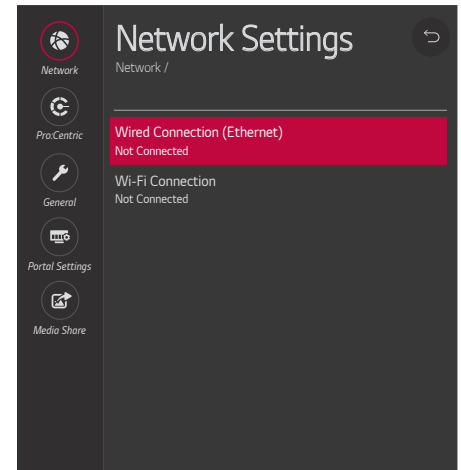 Network Settings
Network /
Network
Pro:Centric
General
Portal Settings
Media Share
Wired Connection (Ethernet)
Not Connected
Wi-Fi Connection
Not Connected